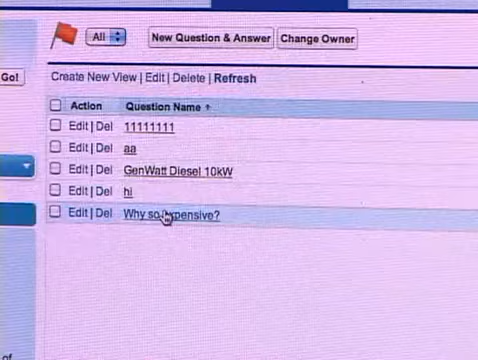 All New Question & Answer Change Owner
Go!
Create New View | Edit | Delete | Refresh
Action Question Name ↑
Edit | Del 11111111
Edit | Del aa
Edit | Del GenWatt Diesel 10kW
Edit | Del hi
Edit | Del Why so expensive?
of